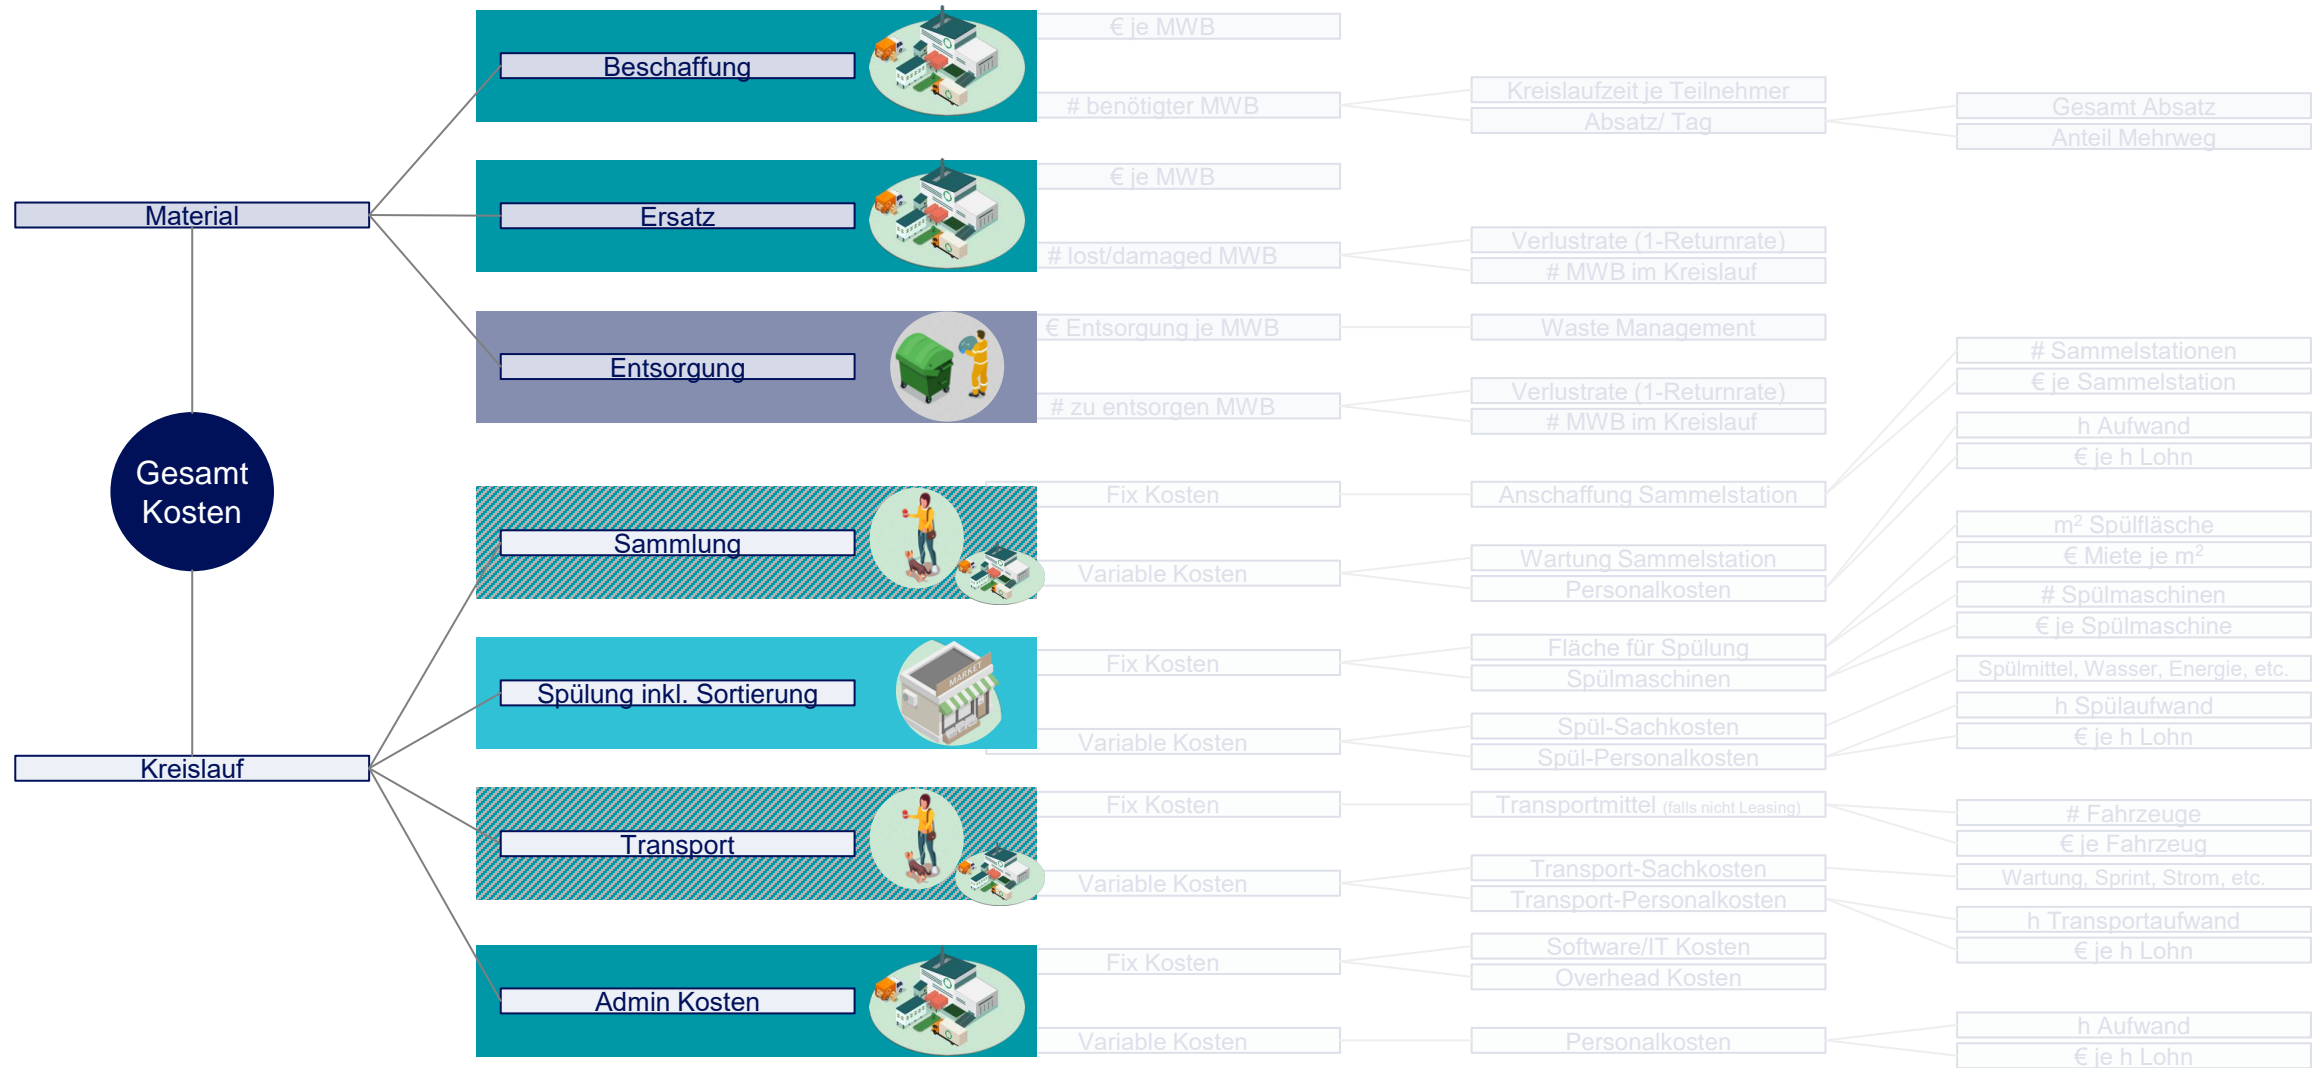 Gesamt
Kosten
Material
Beschaffung
€ je MWB
# benötigter MWB
Kreislaufzeit je Teilnehmer
Absatz/ Tag
Gesamt Absatz
Anteil Mehrweg
Ersatz
€ je MWB
# lost/damaged MWB
Verlustrate (1-Returnrate)
# MWB im Kreislauf
Entsorgung
€ Entsorgung je MWB
Waste Management
# zu entsorgen MWB
Verlustrate (1-Returnrate)
# MWB im Kreislauf
Kreislauf
Sammlung
Fix Kosten
Anschaffung Sammelstation
# Sammelstationen
€ je Sammelstation
Variable Kosten
Wartung Sammelstation
Personalkosten
h Aufwand
€ je h Lohn
Spülung inkl. Sortierung
MARKET
Fix Kosten
Fläche für Spülung
m² Spülfläsche
€ Miete je m²
Spülmaschinen
# Spülmaschinen
€ je Spülmaschine
Variable Kosten
Spül-Sachkosten
Spülmittel, Wasser, Energie, etc.
Spül-Personalkosten
h Spülaufwand
€ je h Lohn
Transport
Fix Kosten
Transportmittel (falls nicht Leasing)
# Fahrzeuge
€ je Fahrzeug
Variable Kosten
Transport-Sachkosten
Wartung, Sprint, Strom, etc.
Transport-Personalkosten
h Transportaufwand
€ je h Lohn
Admin Kosten
Fix Kosten
Software/IT Kosten
Overhead Kosten
Variable Kosten
Personalkosten
h Aufwand
€ je h Lohn